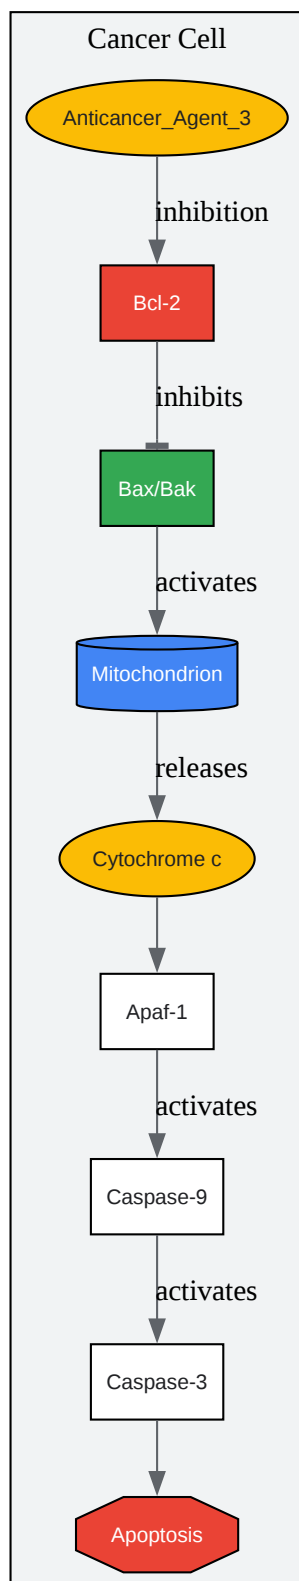 Cancer Cell
Anticancer_Agent_3
inhibition
Bcl-2
inhibits
Bax/Bak
activates
Mitochondrion
releases
Cytochrome c
Apaf-1
activates
Caspase-9
activates
Caspase-3
Apoptosis